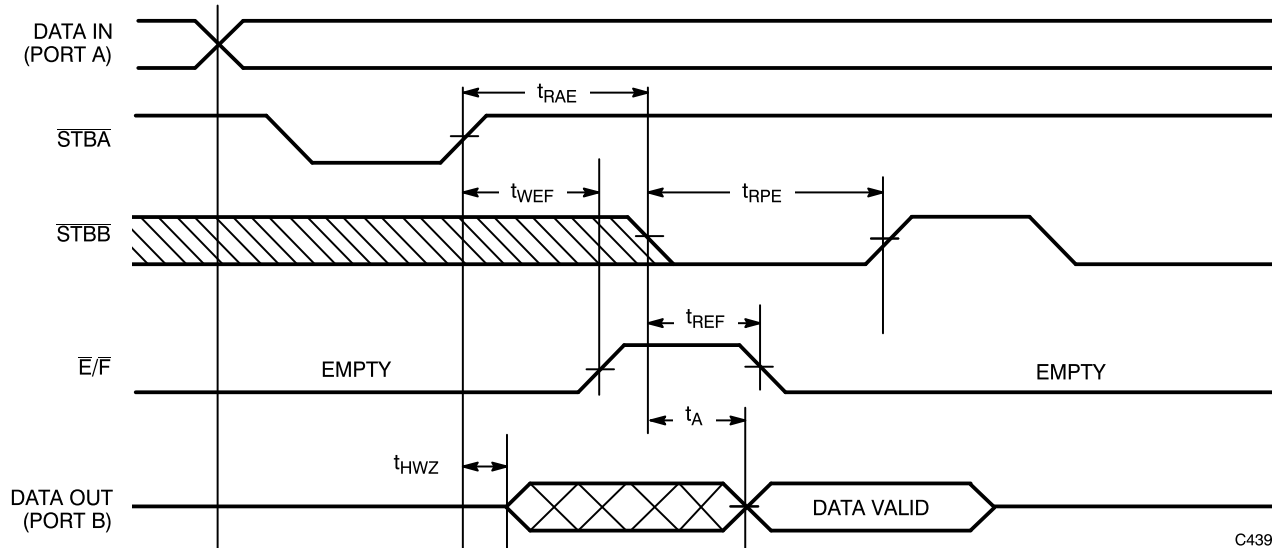 DATA IN
(PORT A)
tRAE
STBA
tWEF
tRPE
STBB
tREF
E/F
EMPTY
EMPTY
tA
tHWZ
DATA OUT
(PORT B)
DATA VALID
C439